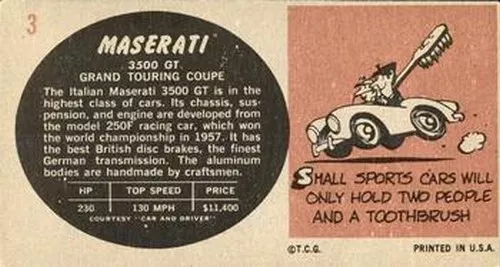 3
MASERATI
3500 GT
GRAND TOURING COUPE
The Italian Maserati 3500 GT is in the
highest class of cars. Its chassis, sus-
pension, and engine are developed from
the model 250F racing car, which won
the world championship in 1957. It has
the best British disc brakes, the finest
German transmission. The aluminum
bodies are handmade by craftsmen.
HP TOP SPEED PRICE
230 130 MPH $11,400
COURTESY "CAR AND DRIVER"
SMALL SPORTS CARS WILL
ONLY HOLD TWO PEOPLE
AND A TOOTHBRUSH
©T.C.G. PRINTED IN U.S.A.